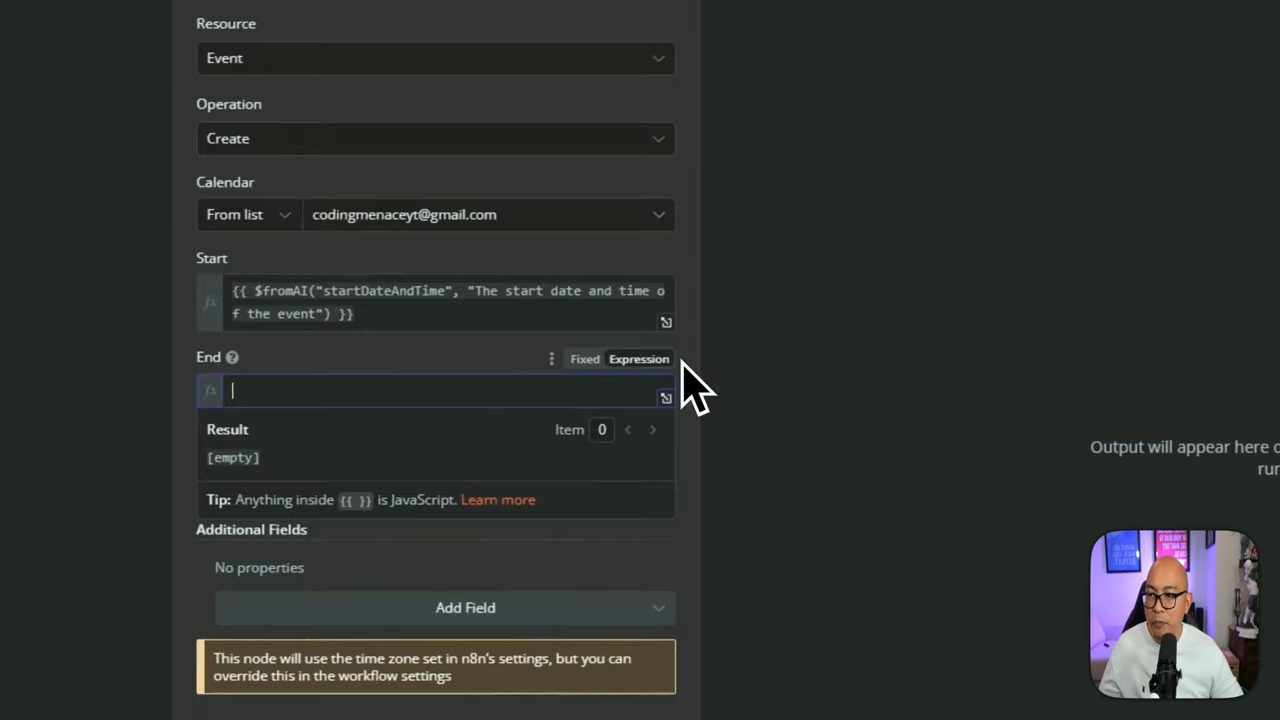 Resource
Event
Operation
Create
Calendar
From list
codingmenaceyt@gmail.com
Start
fx
{{ $fromAI("startDateAndTime", "The start date and time o
f the event") }}
End
Fixed
Expression
fx
Result
Item 0
[empty]
Tip: Anything inside {{ }} is JavaScript. Learn more
Additional Fields
No properties
Add Field
This node will use the time zone set in n8n's settings, but you can
override this in the workflow settings
Output will appear here o
run